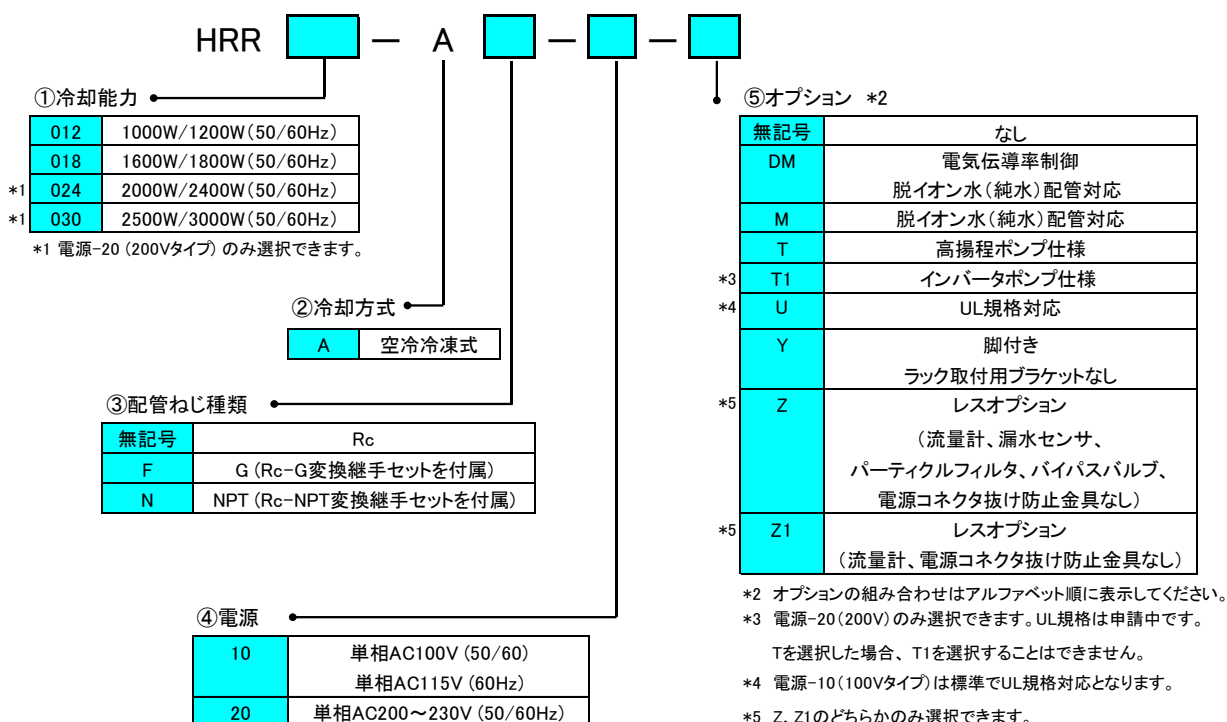 HRR — A — —
①冷却能力
012 1000W/1200W(50/60Hz)
018 1600W/1800W(50/60Hz)
*1 024 2000W/2400W(50/60Hz)
*1 030 2500W/3000W(50/60Hz)
*1 電源-20 (200Vタイプ) のみ選択できます。
②冷却方式
A 空冷冷凍式
③配管ねじ種類
無記号 Rc
F G (Rc-G変換継手セットを付属)
N NPT (Rc-NPT変換継手セットを付属)
④電源
10 単相AC100V (50/60)
単相AC115V (60Hz)
20 単相AC200~230V (50/60Hz)
⑤オプション *2
無記号 なし
DM 電気伝導率制御
脱イオン水(純水)配管対応
M 脱イオン水(純水)配管対応
T 高揚程ポンプ仕様
*3 T1 インバータポンプ仕様
*4 U UL規格対応
Y 脚付き
ラック取付用ブラケットなし
*5 Z レスオプション
(流量計、漏水センサ、
パーティクルフィルタ、バイパスバルブ、
電源コネクタ抜け防止金具なし)
*5 Z1 レスオプション
(流量計、電源コネクタ抜け防止金具なし)
*2 オプションの組み合わせはアルファベット順に表示してください。
*3 電源-20(200V)のみ選択できます。UL規格は申請中です。
Tを選択した場合、T1を選択することはできません。
*4 電源-10(100Vタイプ)は標準でUL規格対応となります。
*5 Z、Z1のどちらかのみ選択できます。